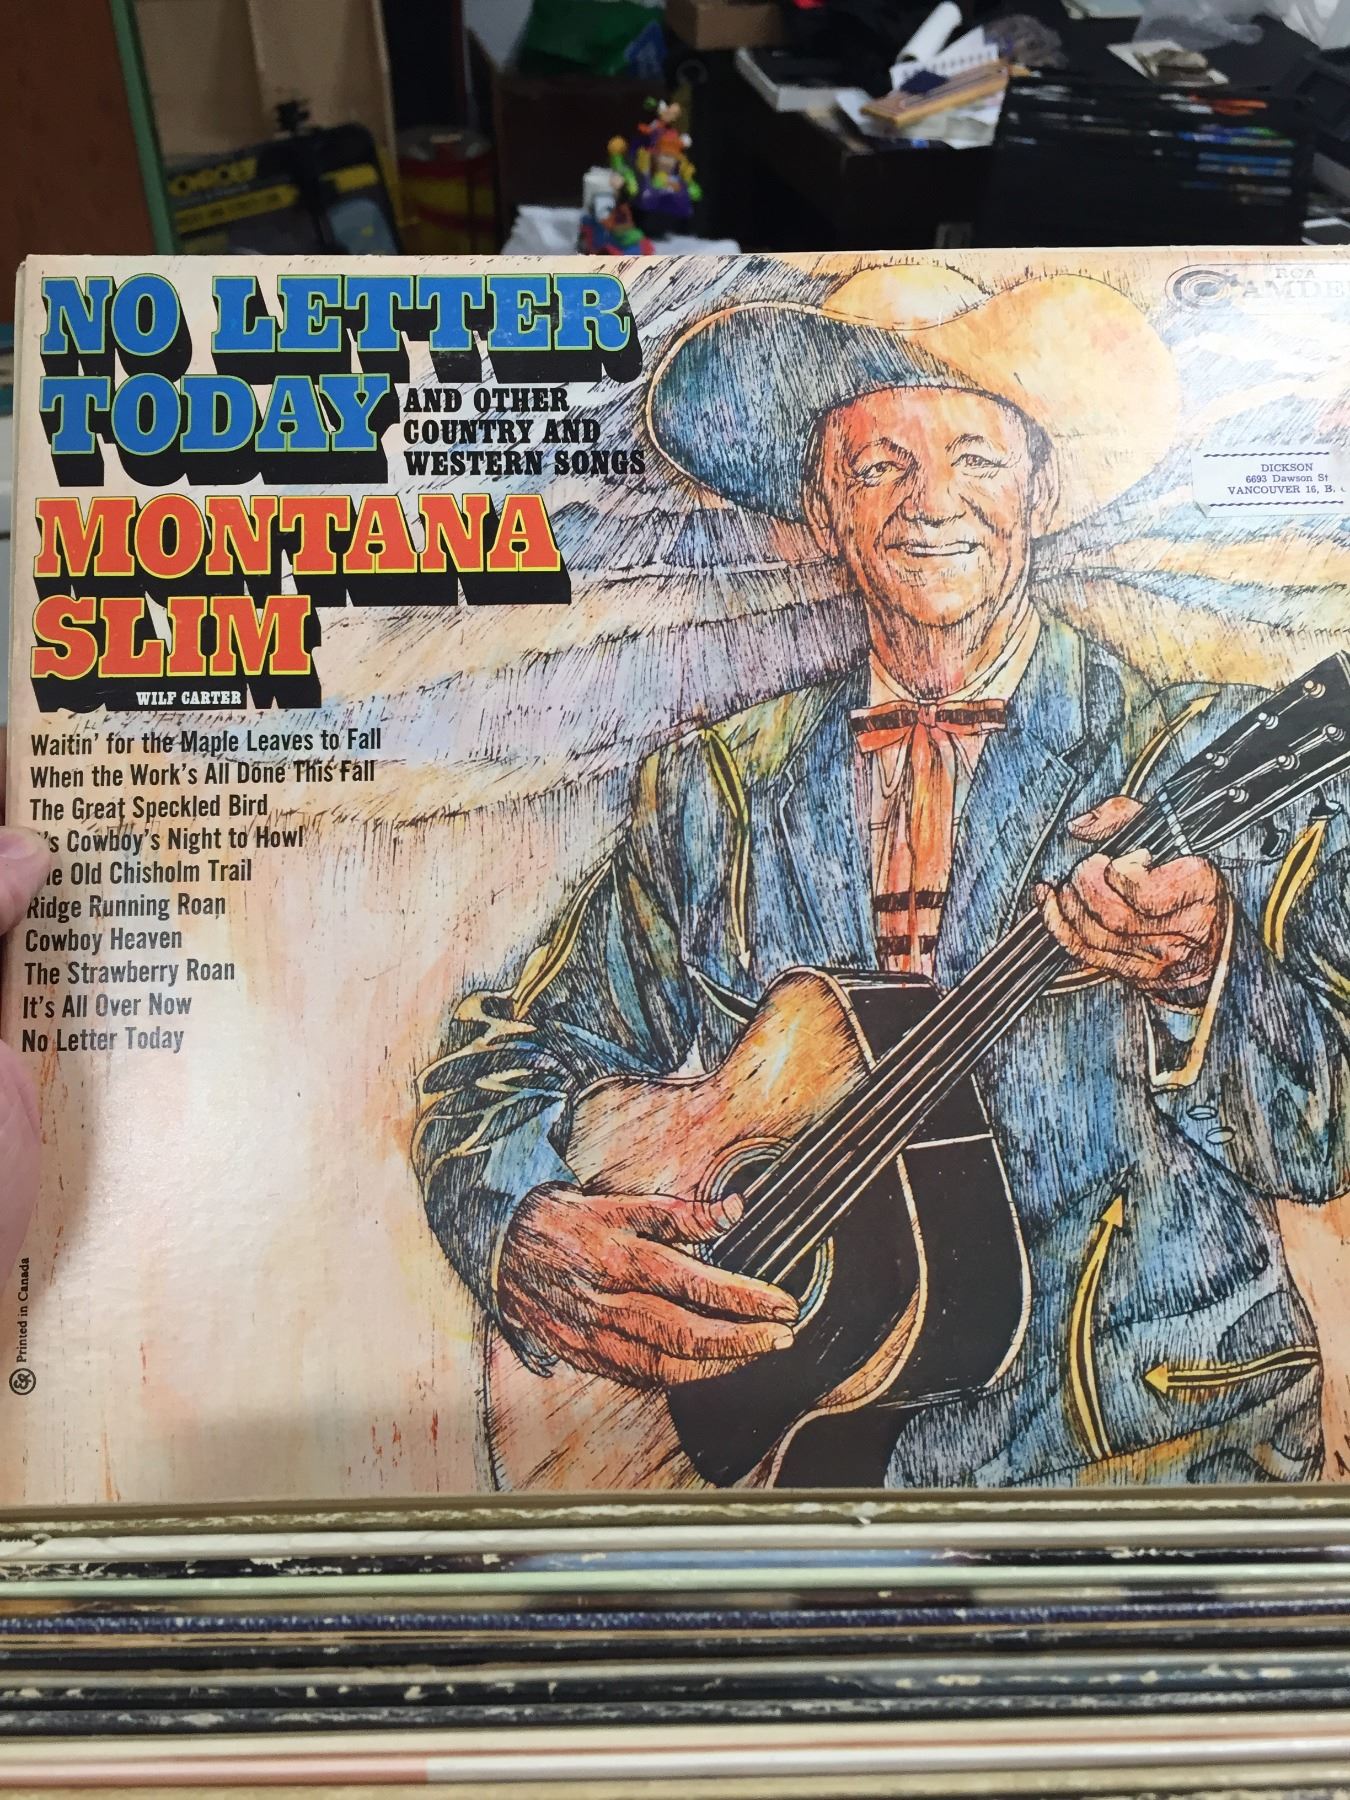 NO LETTER
TODAY
AND OTHER
COUNTRY AND
WESTERN SONGS
MONTANA
SLIM
WILF CARTER
Waitin' for the Maple Leaves to Fall
When the Work's All Done This Fall
The Great Speckled Bird
's Cowboy's Night to Howl
e Old Chisholm Trail
Ridge Running Roan
Cowboy Heaven
The Strawberry Roan
It's All Over Now
No Letter Today
RCA
CAMDE
DICKSON
6693 Dawson St
VANCOUVER 16, B.
Printed in Canada